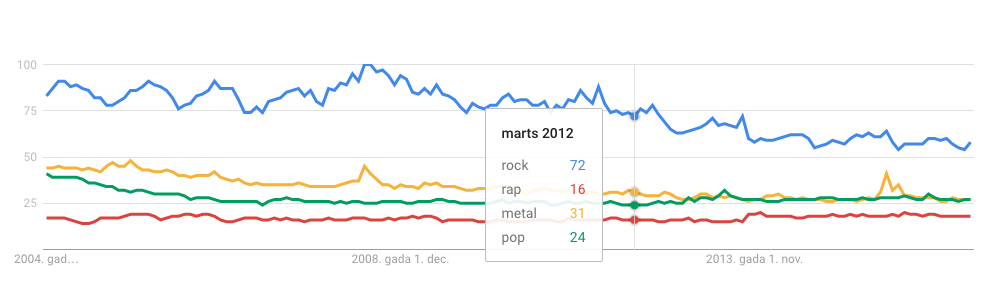 100
75
50
25
marts 2012
rock 72
rap 16
metal 31
pop 24
2004. gad... 2008. gada 1. dec. 2013. gada 1. nov.